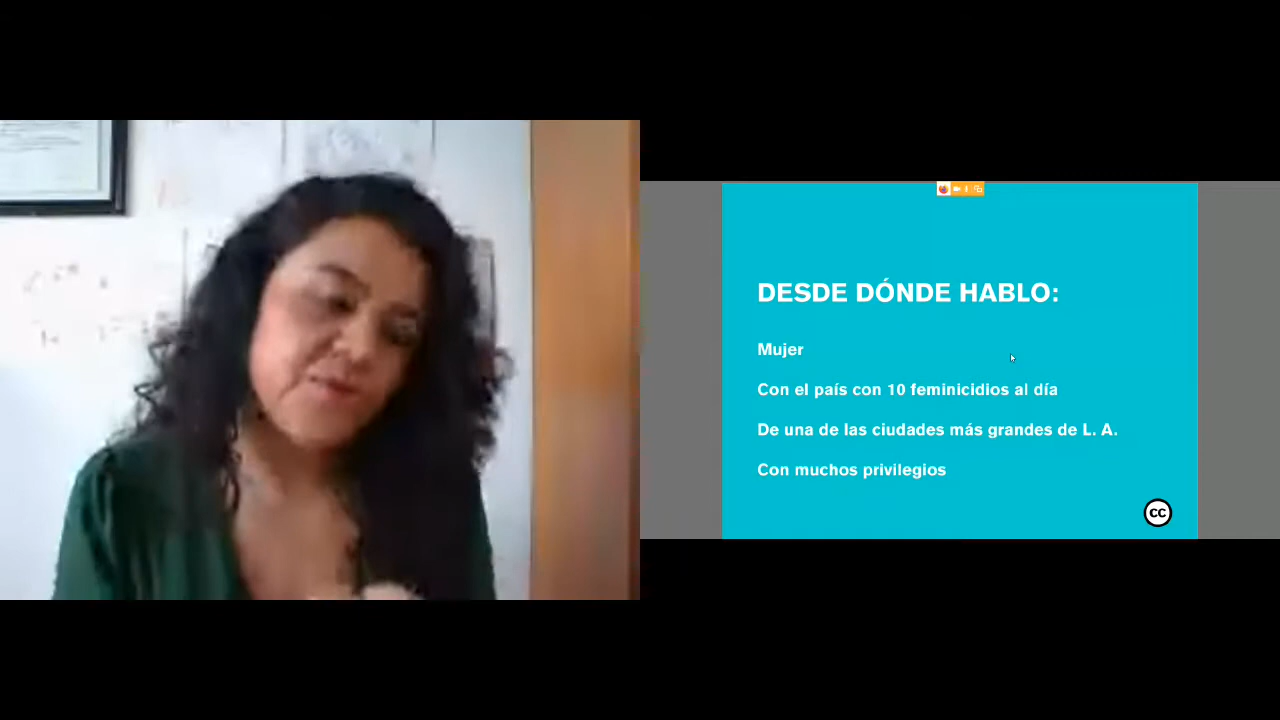 DESDE DÓNDE HABLO:
Mujer
Con el país con 10 feminicidios al día
De una de las ciudades más grandes de L. A.
Con muchos privilegios
cc